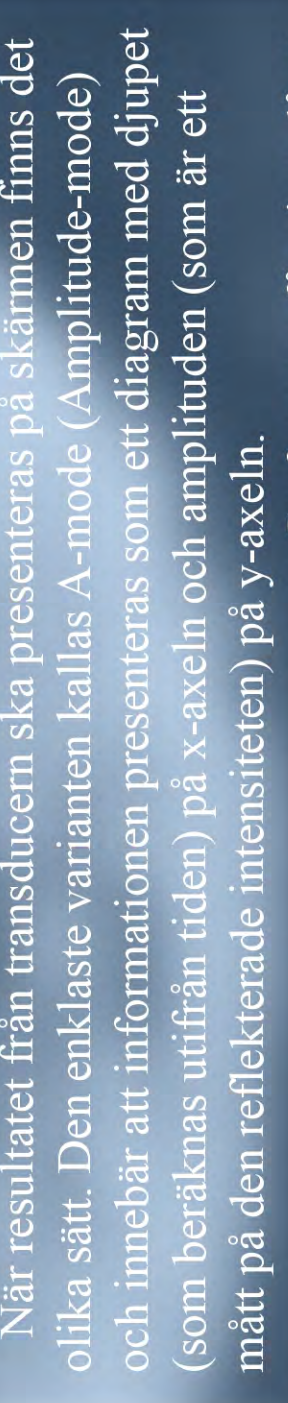 När resultatet från transducern ska presenteras på skärmen finns det
olika sätt. Den enklaste varianten kallas A-mode (Amplitude-mode)
och innebär att informationen presenteras som ett diagram med djupet
(som beräknas utifrån tiden) på x-axeln och amplituden (som är ett
mått på den reflekterade intensiteten) på y-axeln.